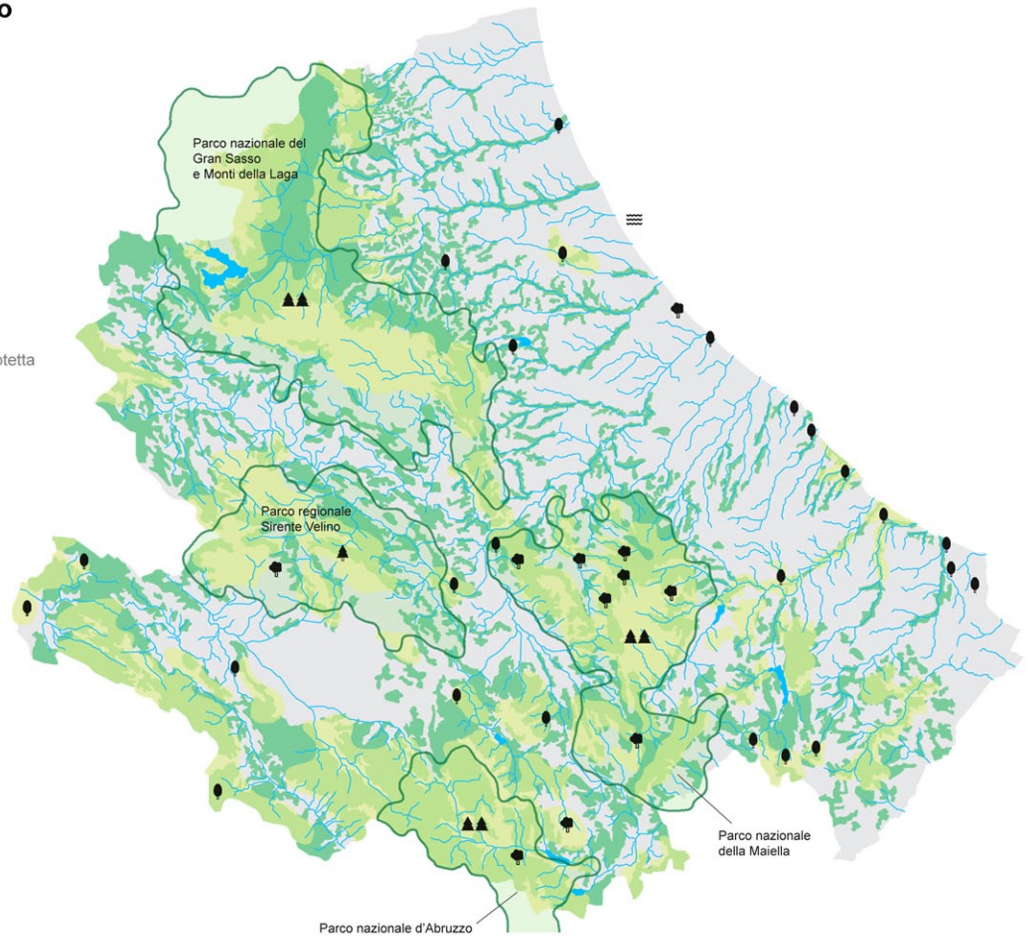 o
Parco nazionale del
Gran Sasso
e Monti della Laga
otetta
Parco regionale
Sirente Velino
Parco nazionale
della Maiella
Parco nazionale d'Abruzzo